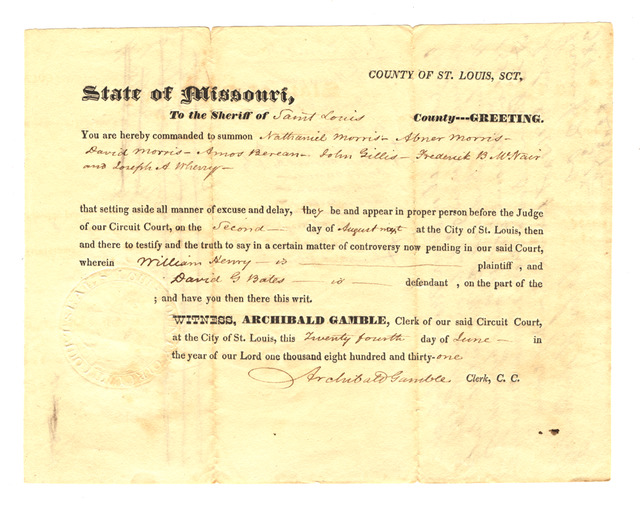 COUNTY OF ST. LOUIS, SCT.
State of Missouri,
To the Sheriff of Saint Louis County---GREETING.
You are hereby commanded to summon Nathaniel Morris - Abner Morris -
David Morris - Amos Berean - John Gillis - Frederick B McNair
and Joseph A Wherry -
that setting aside all manner of excuse and delay, they be and appear in proper person before the Judge
of our Circuit Court, on the Second - day of August next at the City of St. Louis, then
and there to testify and the truth to say in a certain matter of controversy now pending in our said Court,
wherein William Henry - is - plaintiff , and
David G Bates - is - defendant , on the part of the
; and have you then there this writ.
WITNESS, ARCHIBALD GAMBLE, Clerk of our said Circuit Court,
at the City of St. Louis, this Twenty fourth day of June - in
the year of our Lord one thousand eight hundred and thirty-one
Archibald Gamble Clerk, C. C.